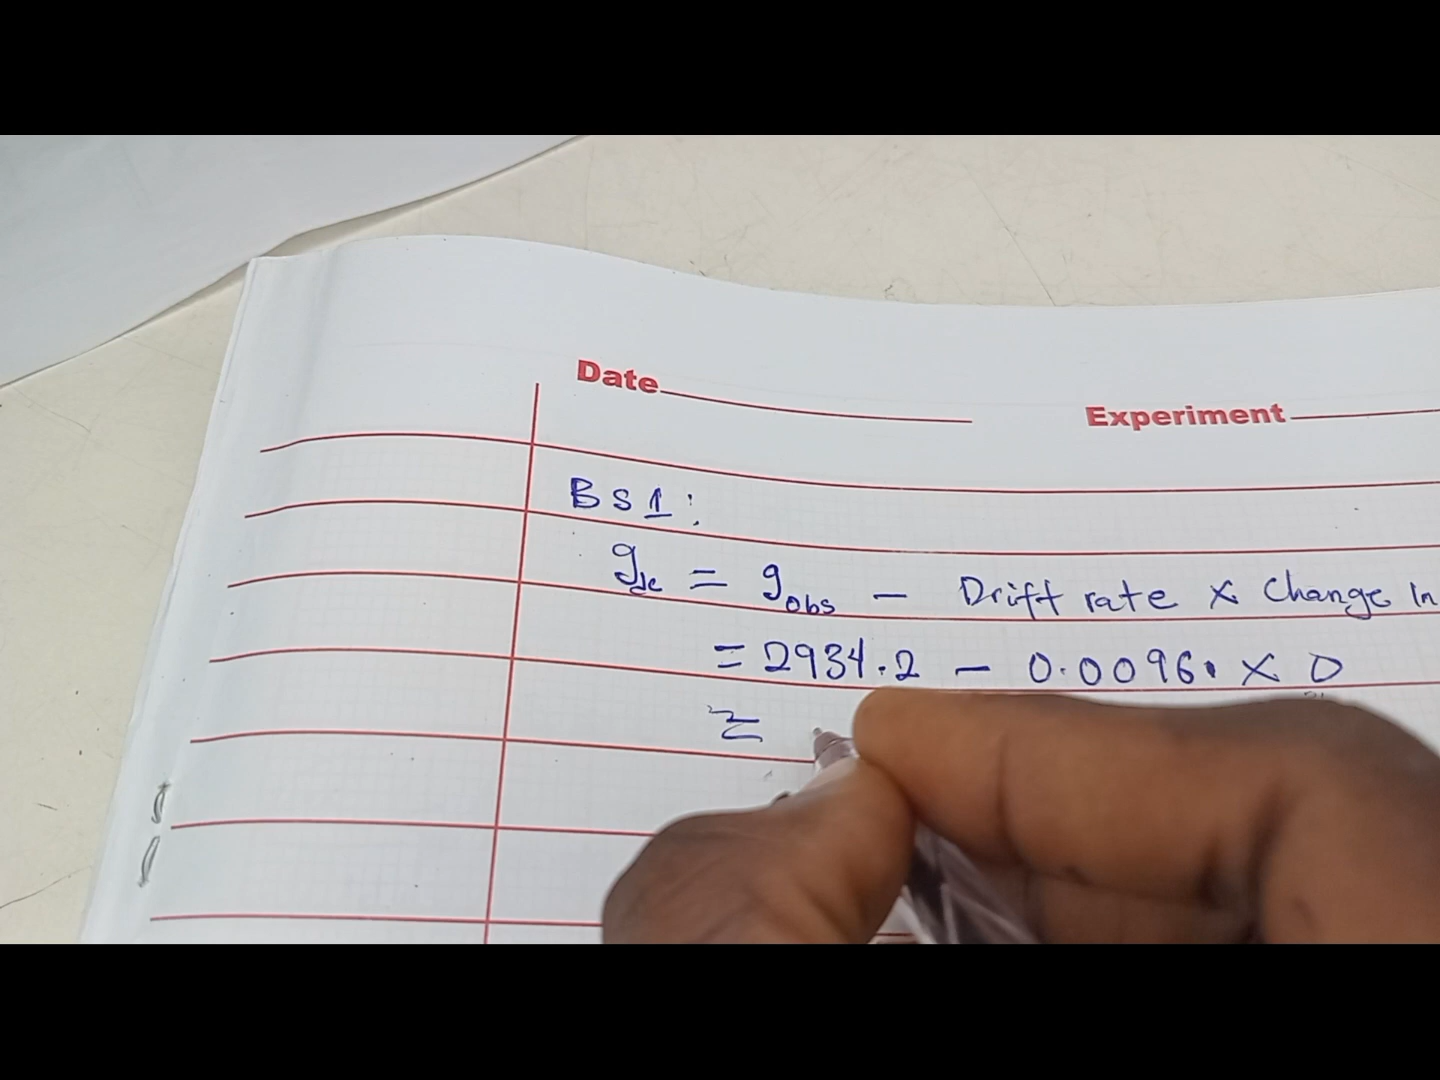 Date
Experiment
BS1:
gdc = gobs - Drift rate x Change In
= 2934.2 - 0.0096. x 0
=